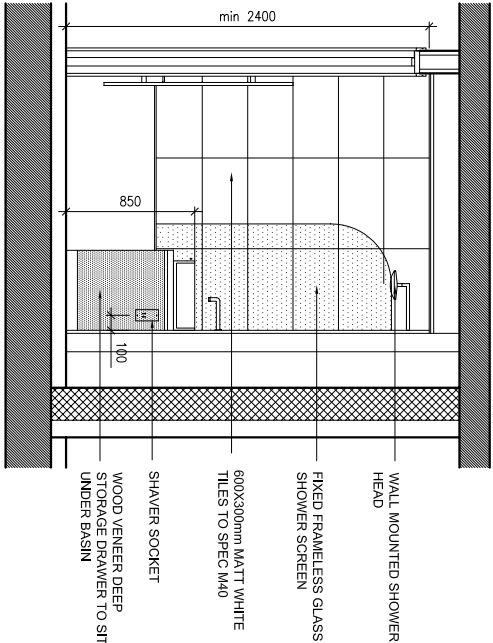 min 2400
850
100
WALL MOUNTED SHOWER
HEAD
FIXED FRAMELESS GLASS
SHOWER SCREEN
600X300mm MATT WHITE
TILES TO SPEC M40
SHAVER SOCKET
WOOD VENEER DEEP
STORAGE DRAWER TO SIT
UNDER BASIN